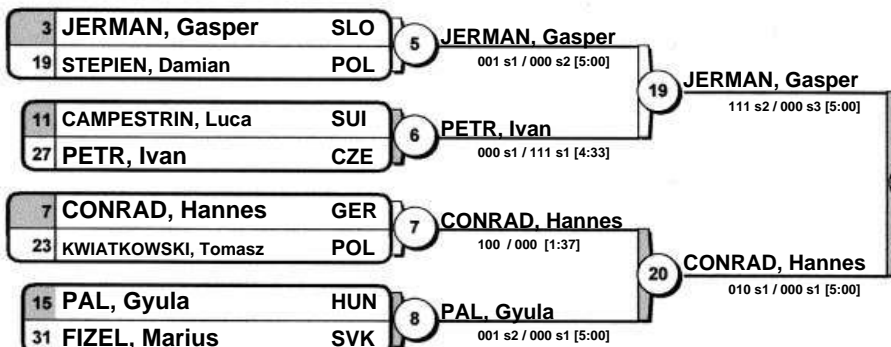 3 JERMAN, Gasper SLO
19 STEPIEN, Damian POL
5
JERMAN, Gasper
001 s1 / 000 s2 [5:00]
11 CAMPESTRIN, Luca SUI
27 PETR, Ivan CZE
6
PETR, Ivan
000 s1 / 111 s1 [4:33]
19
JERMAN, Gasper
111 s2 / 000 s3 [5:00]
7 CONRAD, Hannes GER
23 KWIATKOWSKI, Tomasz POL
7
CONRAD, Hannes
100 / 000 [1:37]
15 PAL, Gyula HUN
31 FIZEL, Marius SVK
8
PAL, Gyula
001 s2 / 000 s1 [5:00]
20
CONRAD, Hannes
010 s1 / 000 s1 [5:00]